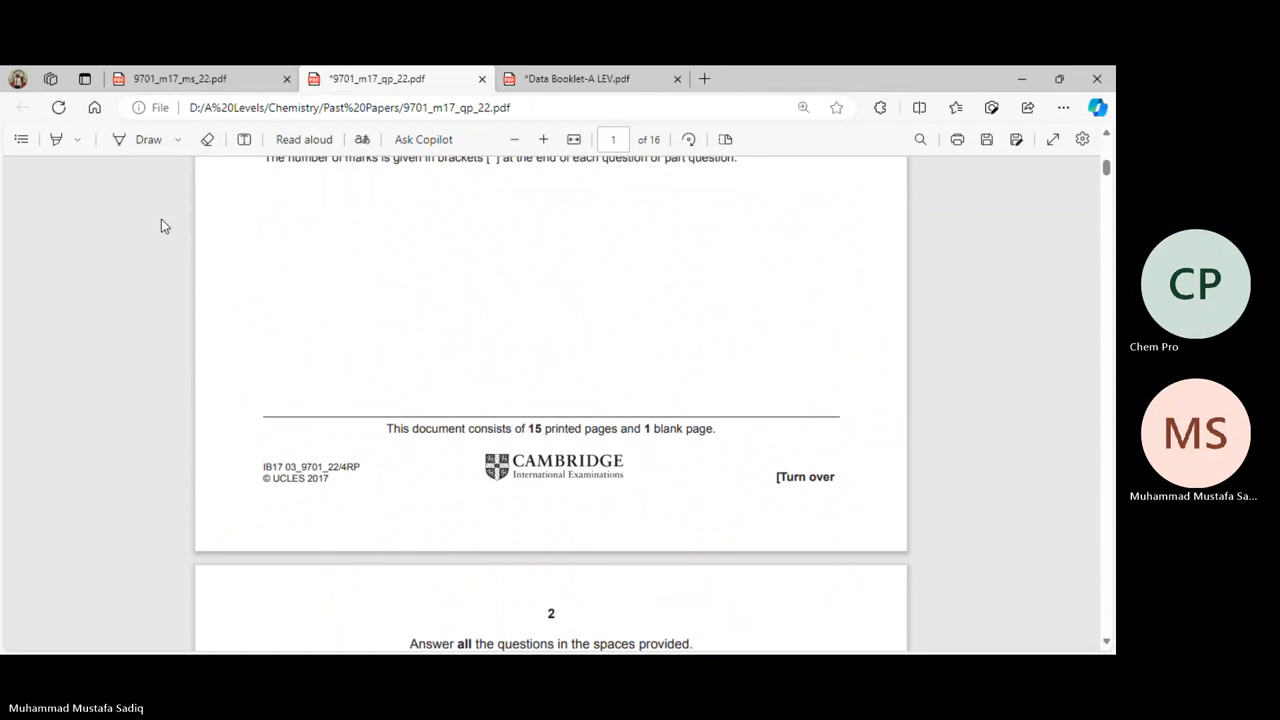 9701_m17_ms_22.pdf
*9701_m17_qp_22.pdf
*Data Booklet-A LEV.pdf
File
D:/A%20Levels/Chemistry/Past%20Papers/9701_m17_qp_22.pdf
Draw
Read aloud
aあ
Ask Copilot
1
of 16
The number of marks is given in brackets [ ] at the end of each question or part question.
This document consists of 15 printed pages and 1 blank page.
IB17 03_9701_22/4RP
© UCLES 2017
CAMBRIDGE
International Examinations
[Turn over
2
Answer all the questions in the spaces provided.
CP
Chem Pro
MS
Muhammad Mustafa Sa...
Muhammad Mustafa Sadiq